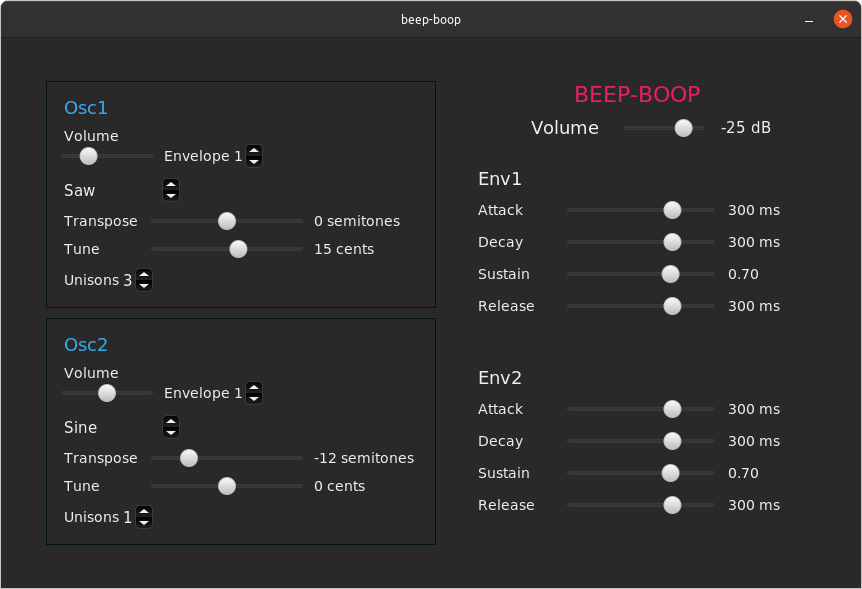 beep-boop
Osc1
Volume
Envelope 1
Saw
Transpose 0 semitones
Tune 15 cents
Unisons 3
Osc2
Volume
Envelope 1
Sine
Transpose -12 semitones
Tune 0 cents
Unisons 1
BEEP-BOOP
Volume -25 dB
Env1
Attack 300 ms
Decay 300 ms
Sustain 0.70
Release 300 ms
Env2
Attack 300 ms
Decay 300 ms
Sustain 0.70
Release 300 ms